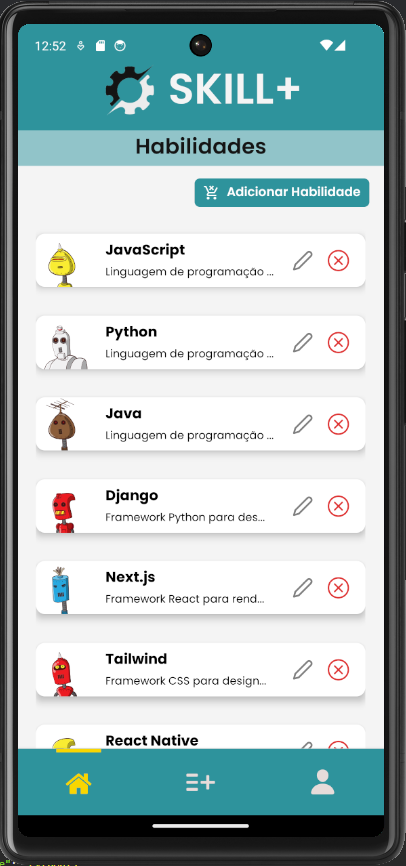 12:52
SKILL+
Habilidades
Adicionar Habilidade
JavaScript
Linguagem de programação ...
Python
Linguagem de programação ...
Java
Linguagem de programação ...
Django
Framework Python para des...
Next.js
Framework React para rend...
Tailwind
Framework CSS para design...
React Native